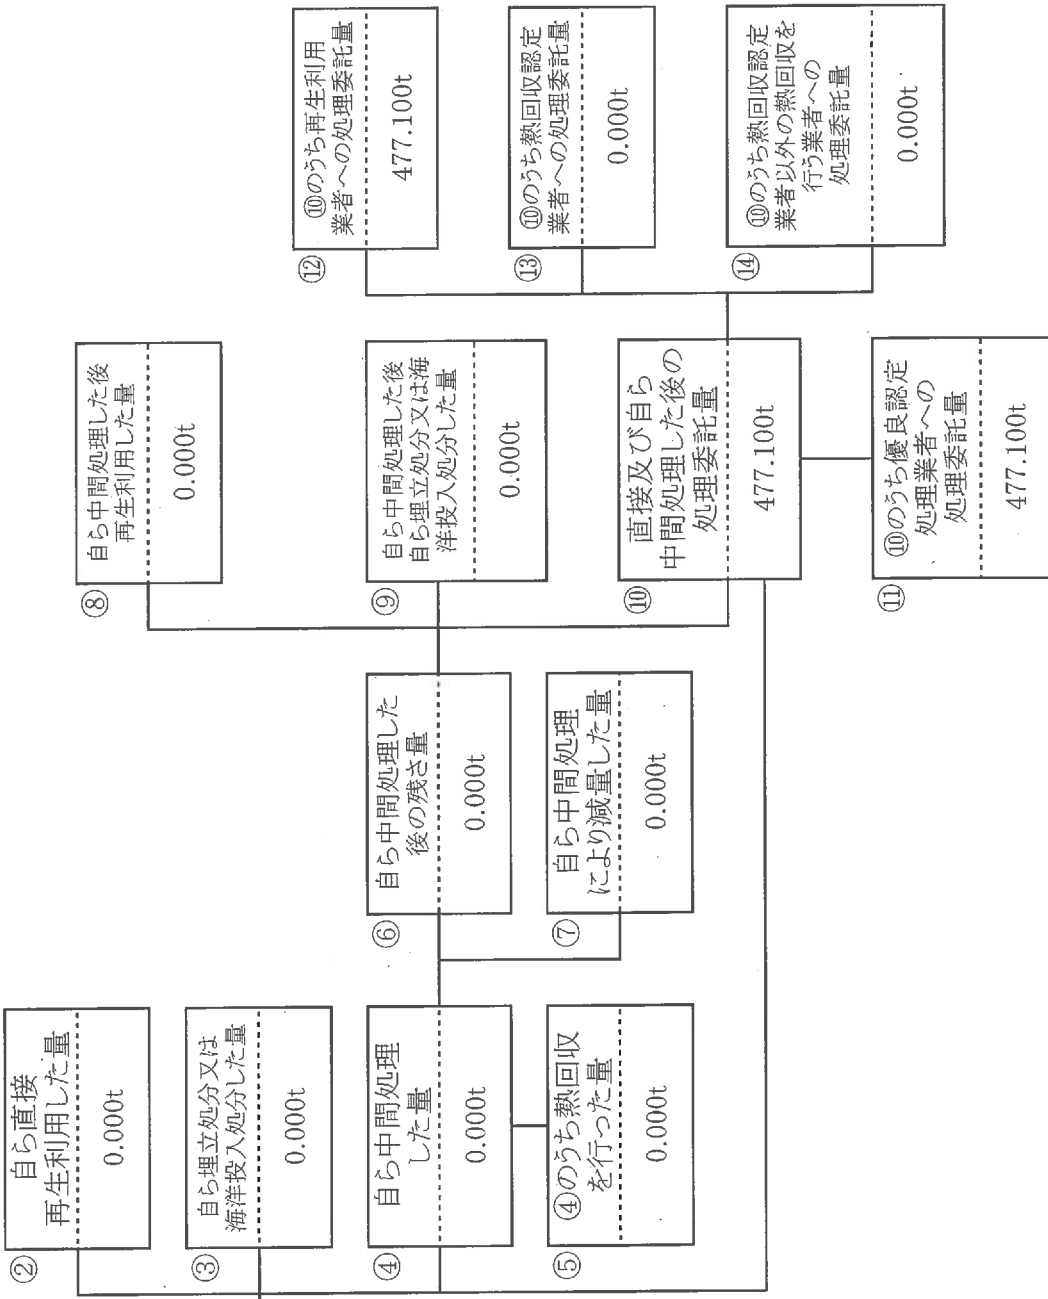 ②
自ら直接
再生利用した量
0.000t
③
自ら埋立処分又は
海洋投入処分した量
0.000t
④
自ら中間処理
した量
0.000t
⑤
④のうち熱回収
を行った量
0.000t
⑥
自ら中間処理した
後の残さ量
0.000t
⑦
自ら中間処理
により減量した量
0.000t
⑧
自ら中間処理した後
再生利用した量
0.000t
⑨
自ら中間処理した後
自ら埋立処分又は海
洋投入処分した量
0.000t
⑩
直接及び自ら
中間処理した後の
処理委託量
477.100t
⑪
⑩のうち優良認定
処理業者への
処理委託量
477.100t
⑫
⑩のうち再生利用
業者への処理委託量
477.100t
⑬
⑩のうち熱回収認定
業者への処理委託量
0.000t
⑭
⑩のうち熱回収認定
業者以外の熱回収を
行う業者への
処理委託量
0.000t